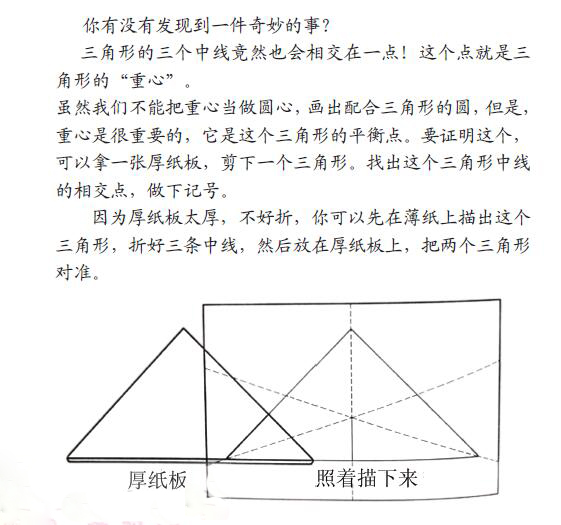 你有没有发现到一件奇妙的事？
三角形的三个中线竟然也会相交在一点！这个点就是三
角形的“重心”。
虽然我们不能把重心当做圆心，画出配合三角形的圆，但是，
重心是很重要的，它是这个三角形的平衡点。要证明这个，
可以拿一张厚纸板，剪下一个三角形。找出这个三角形中线
的相交点，做下记号。
因为厚纸板太厚，不好折，你可以先在薄纸上描出这个
三角形，折好三条中线，然后放在厚纸板上，把两个三角形
对准。
厚纸板
照着描下来